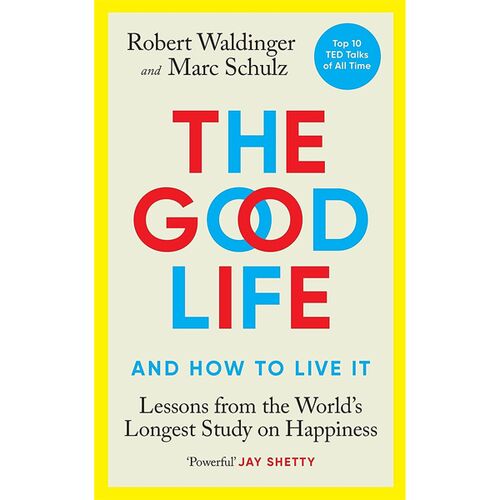 Robert Waldinger
and Marc Schulz
Top 10
TED Talks
of All Time
THE
GOOD
LIFE
AND HOW TO LIVE IT
Lessons from the World's
Longest Study on Happiness
'Powerful' JAY SHETTY